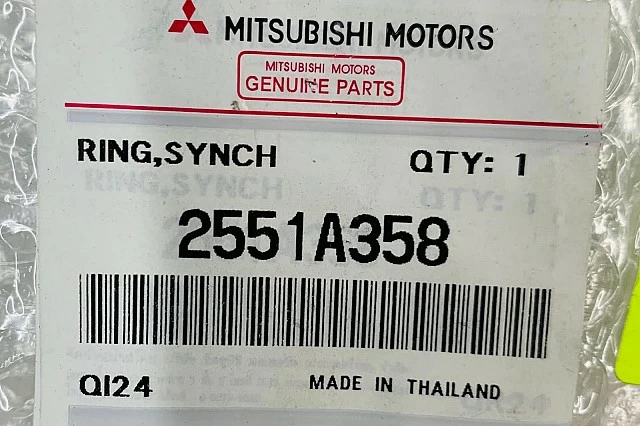 MITSUBISHI MOTORS
MITSUBISHI MOTORS
GENUINE PARTS
RING,SYNCH QTY: 1
2551A358
QI24 MADE IN THAILAND